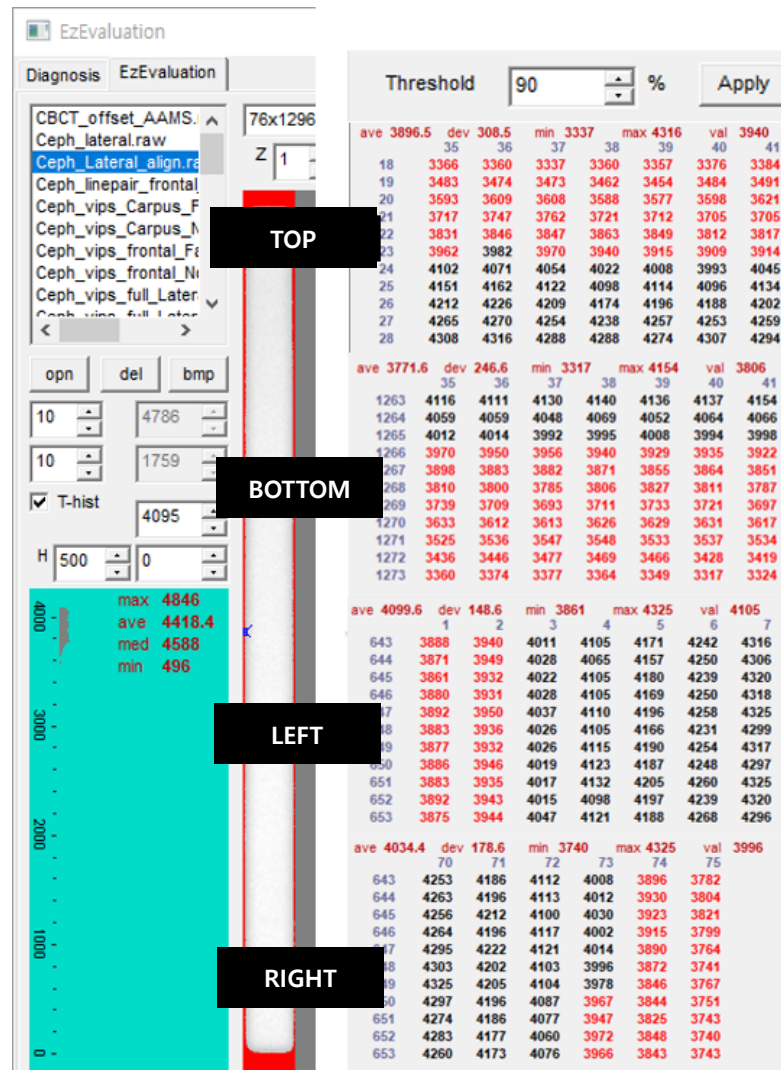 EzEvaluation
Diagnosis EzEvaluation
CBCT_offset_AAMS.
Ceph_lateral.raw
Ceph_Lateral_align.ra
Ceph_linepair_frontal
Ceph_vips_Carpus_F
Ceph_vips_Carpus_N
Ceph_vips_frontal_Fa
Ceph_vips_frontal_No
Ceph_vips_full_Later
76x1296
Z 1
opn del bmp
10 4786
10 1759
T-hist
4095
H 500 0
max 4846
ave 4418.4
med 4588
min 496
4000
3000
2000
1000
0
TOP
BOTTOM
LEFT
RIGHT
Threshold 90 % Apply
ave 3896.5 dev 308.5 min 3337 max 4316 val 3940
35 36 37 38 39 40 41
18 3366 3360 3337 3360 3357 3376 3384
19 3483 3474 3473 3462 3454 3484 3491
20 3593 3609 3608 3588 3577 3598 3621
21 3717 3747 3762 3721 3712 3705 3705
22 3831 3846 3847 3863 3849 3812 3817
23 3962 3982 3970 3940 3915 3909 3914
24 4102 4071 4054 4022 4008 3993 4045
25 4151 4162 4122 4098 4114 4096 4134
26 4212 4226 4209 4174 4196 4188 4202
27 4265 4270 4254 4238 4257 4253 4259
28 4308 4316 4288 4288 4274 4307 4294
ave 3771.6 dev 246.6 min 3317 max 4154 val 3806
35 36 37 38 39 40 41
1263 4116 4111 4130 4140 4136 4137 4154
1264 4059 4059 4048 4069 4052 4064 4066
1265 4012 4014 3992 3995 4008 3994 3998
1266 3970 3950 3956 3940 3929 3935 3922
267 3898 3883 3882 3871 3855 3864 3851
268 3810 3800 3785 3806 3827 3811 3787
269 3739 3709 3693 3711 3733 3721 3697
1270 3633 3612 3613 3626 3629 3631 3617
1271 3525 3536 3547 3548 3533 3537 3534
1272 3436 3446 3477 3469 3466 3428 3419
1273 3360 3374 3377 3364 3349 3317 3324
ave 4099.6 dev 148.6 min 3861 max 4325 val 4105
1 2 3 4 5 6 7
643 3888 3940 4011 4105 4171 4242 4316
644 3871 3949 4028 4065 4157 4250 4306
645 3861 3932 4022 4105 4180 4239 4320
646 3880 3931 4028 4105 4169 4250 4318
47 3892 3950 4037 4110 4196 4258 4325
48 3883 3936 4026 4105 4166 4231 4299
49 3877 3932 4026 4115 4190 4254 4317
650 3886 3946 4019 4123 4187 4248 4297
651 3883 3935 4017 4132 4205 4260 4325
652 3892 3943 4015 4098 4197 4239 4320
653 3875 3944 4047 4121 4188 4268 4296
ave 4034.4 dev 178.6 min 3740 max 4325 val 3996
70 71 72 73 74 75
643 4253 4186 4112 4008 3896 3782
644 4263 4196 4113 4012 3930 3804
645 4256 4212 4100 4030 3923 3821
646 4264 4196 4117 4002 3915 3799
47 4295 4222 4121 4014 3890 3764
48 4303 4202 4103 3996 3872 3741
49 4325 4205 4104 3978 3846 3767
50 4297 4196 4087 3967 3844 3751
651 4274 4186 4077 3947 3825 3743
652 4283 4177 4060 3972 3848 3740
653 4260 4173 4076 3966 3843 3743